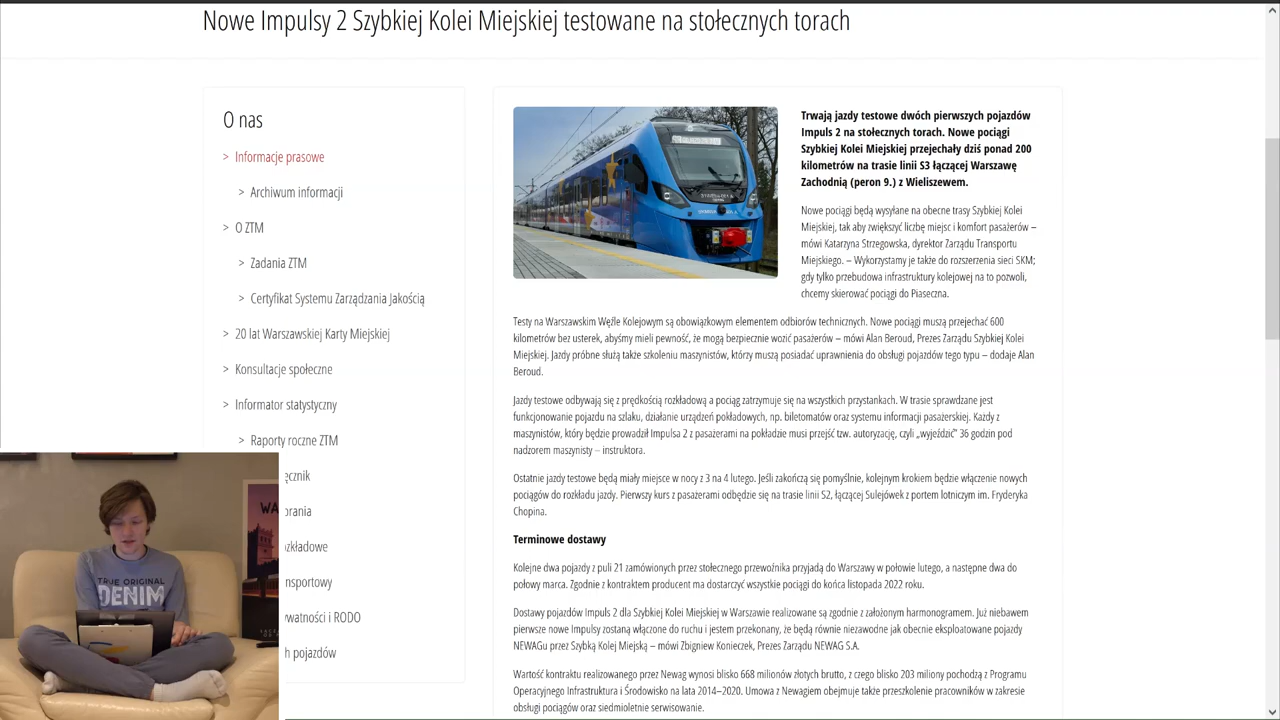 Nowe Impulsy 2 Szybkiej Kolei Miejskiej testowane na stołecznych torach
O nas
> Informacje prasowe
> Archiwum informacji
> O ZTM
> Zadania ZTM
> Certyfikat Systemu Zarządzania Jakością
> 20 lat Warszawskiej Karty Miejskiej
> Konsultacje społeczne
> Informator statystyczny
> Raporty roczne ZTM
ęcznik
brania
ozkładowe
nsportowy
ywatności i RODO
h pojazdów
Trwają jazdy testowe dwóch pierwszych pojazdów
Impuls 2 na stołecznych torach. Nowe pociągi
Szybkiej Kolei Miejskiej przejechały dziś ponad 200
kilometrów na trasie linii S3 łączącej Warszawę
Zachodnią (peron 9.) z Wieliszewem.
Nowe pociągi będą wysyłane na obecne trasy Szybkiej Kolei
Miejskiej, tak aby zwiększyć liczbę miejsc i komfort pasażerów –
mówi Katarzyna Strzegowska, dyrektor Zarządu Transportu
Miejskiego. – Wykorzystamy je także do rozszerzenia sieci SKM;
gdy tylko przebudowa infrastruktury kolejowej na to pozwoli,
chcemy skierować pociągi do Piaseczna.
Testy na Warszawskim Węźle Kolejowym są obowiązkowym elementem odbiorów technicznych. Nowe pociągi muszą przejechać 600
kilometrów bez usterek, abyśmy mieli pewność, że mogą bezpiecznie wozić pasażerów – mówi Alan Beroud, Prezes Zarządu Szybkiej Kolei
Miejskiej. Jazdy próbne służą także szkoleniu maszynistów, którzy muszą posiadać uprawnienia do obsługi pojazdów tego typu – dodaje Alan
Beroud.
Jazdy testowe odbywają się z prędkością rozkładową a pociąg zatrzymuje się na wszystkich przystankach. W trasie sprawdzane jest
funkcjonowanie pojazdu na szlaku, działanie urządzeń pokładowych, np. biletomatów oraz systemu informacji pasażerskiej. Każdy z
maszynistów, który będzie prowadził Impulsa 2 z pasażerami na pokładzie musi przejść tzw. autoryzację, czyli „wyjeździć” 36 godzin pod
nadzorem maszynisty – instruktora.
Ostatnie jazdy testowe będą miały miejsce w nocy z 3 na 4 lutego. Jeśli zakończą się pomyślnie, kolejnym krokiem będzie włączenie nowych
pociągów do rozkładu jazdy. Pierwszy kurs z pasażerami odbędzie się na trasie linii S2, łączącej Sulejówek z portem lotniczym im. Fryderyka
Chopina.
Terminowe dostawy
Kolejne dwa pojazdy z puli 21 zamówionych przez stołecznego przewoźnika przyjadą do Warszawy w połowie lutego, a następne dwa do
połowy marca. Zgodnie z kontraktem producent ma dostarczyć wszystkie pociągi do końca listopada 2022 roku.
Dostawy pojazdów Impuls 2 dla Szybkiej Kolei Miejskiej w Warszawie realizowane są zgodnie z założonym harmonogramem. Już niebawem
pierwsze nowe Impulsy zostaną włączone do ruchu i jestem przekonany, że będą równie niezawodne jak obecnie eksploatowane pojazdy
NEWAGu przez Szybką Kolej Miejską – mówi Zbigniew Konieczek, Prezes Zarządu NEWAG S.A.
Wartość kontraktu realizowanego przez Newag wynosi blisko 668 milionów złotych brutto, z czego blisko 203 miliony pochodzą z Programu
Operacyjnego Infrastruktura i Środowisko na lata 2014–2020. Umowa z Newagiem obejmuje także przeszkolenie pracowników w zakresie
obsługi pociągów oraz siedmioletnie serwisowanie.
TRUE ORIGINAL
DENIM
WA